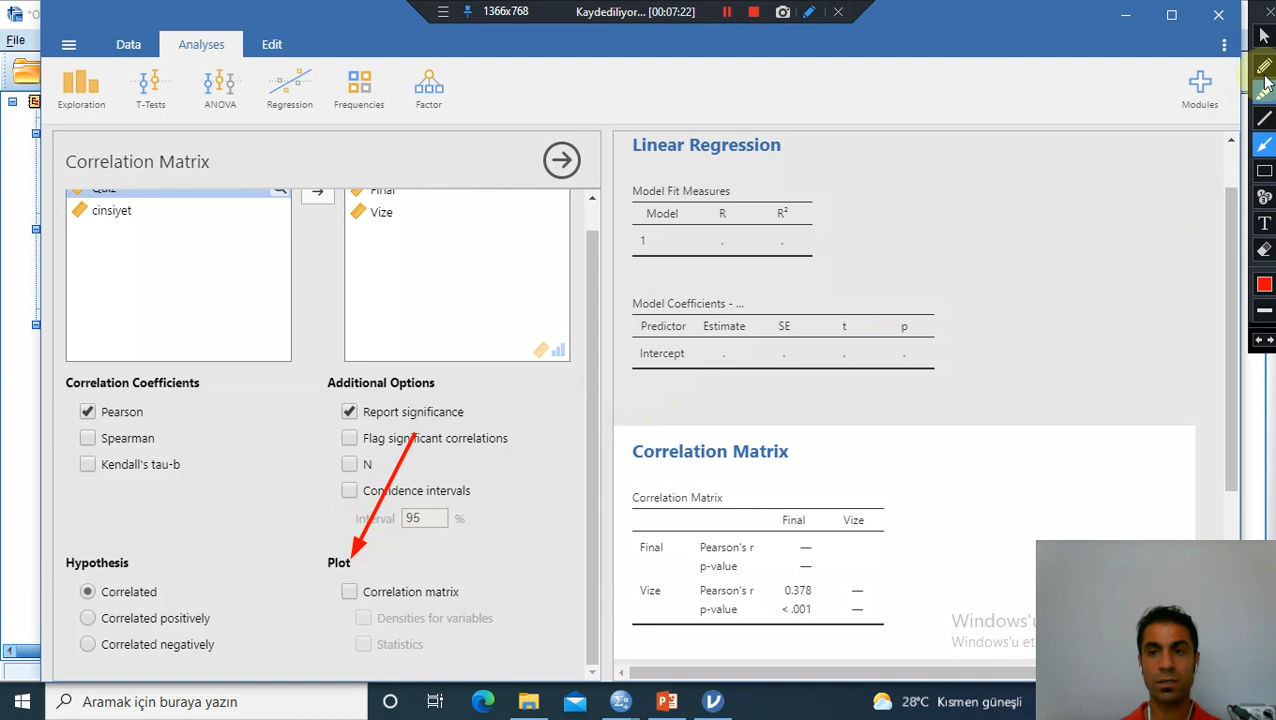 1366x768
Kaydediliyor... [00:07:22]
File
Data
Analyses
Edit
Exploration
T-Tests
ANOVA
Regression
Frequencies
Factor
Modules
Correlation Matrix
Quiz
cinsiyet
Final
Vize
Correlation Coefficients
Pearson
Spearman
Kendall's tau-b
Additional Options
Report significance
Flag significant correlations
N
Confidence intervals
Interval 95 %
Hypothesis
Correlated
Correlated positively
Correlated negatively
Plot
Correlation matrix
Densities for variables
Statistics
Linear Regression
Model Fit Measures
Model R R²
1 . .
Model Coefficients - ...
Predictor Estimate SE t p
Intercept . . . .
Correlation Matrix
Correlation Matrix
Final Vize
Final Pearson's r —
p-value —
Vize Pearson's r 0.378 —
p-value < .001 —
Windows'u
Windows'u et
Aramak için buraya yazın
28°C Kısmen güneşli